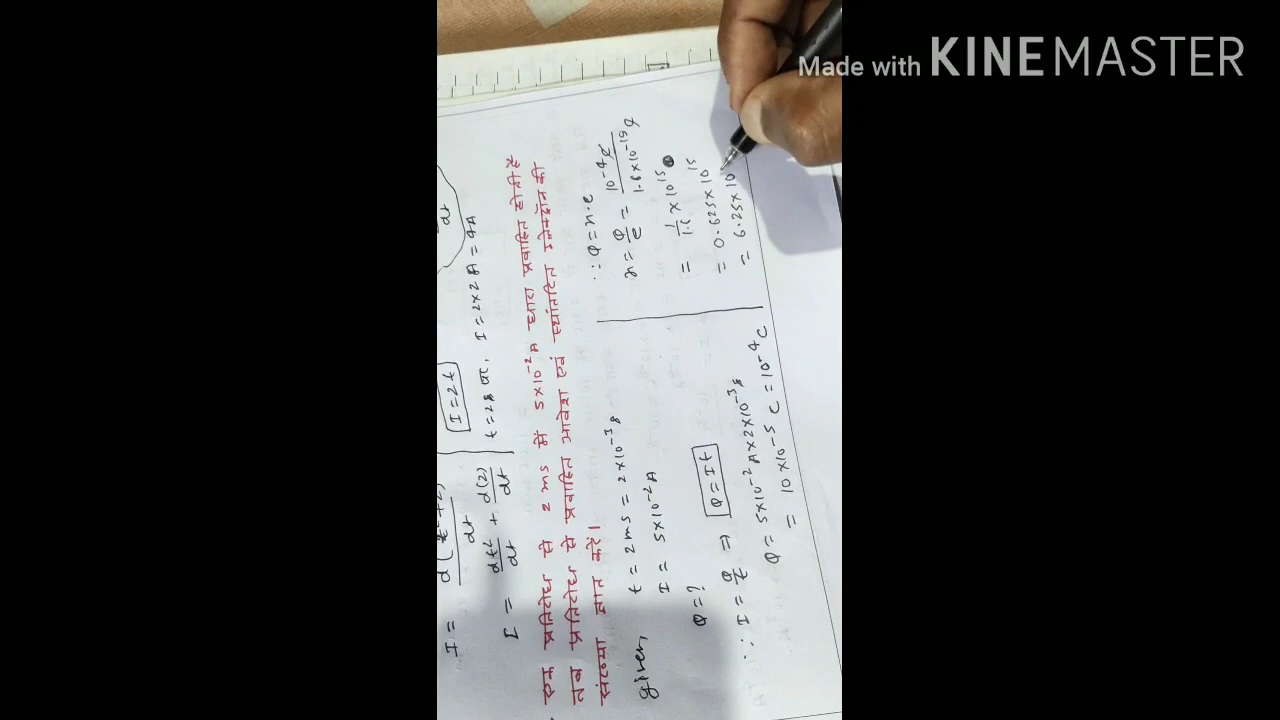 Made with KINEMASTER
I =
dt
I = dt²/dt + d(2)/dt
I = 2t
t = 2s पर, I = 2×2A = 4A
dt
एक प्रतिरोध से 2 ms में 5×10⁻² A धारा प्रवाहित होती है
तब प्रतिरोध से प्रवाहित आवेश एवं स्थांतरित इलेक्ट्रॉन की
संख्या ज्ञात करें।
given, t = 2ms = 2×10⁻³ s
I = 5×10⁻² A
Q = ?
∵ I = Q/t ⇒ Q = It
Q = 5×10⁻² A × 2×10⁻³ s
= 10×10⁻⁵ C = 10⁻⁴ C
∵ Q = n.e
n = Q/e = 10⁻⁴ C / 1.6×10⁻¹⁹ C
= 1/1.6 × 10¹⁵
= 0.625×10¹⁵
= 6.25×10